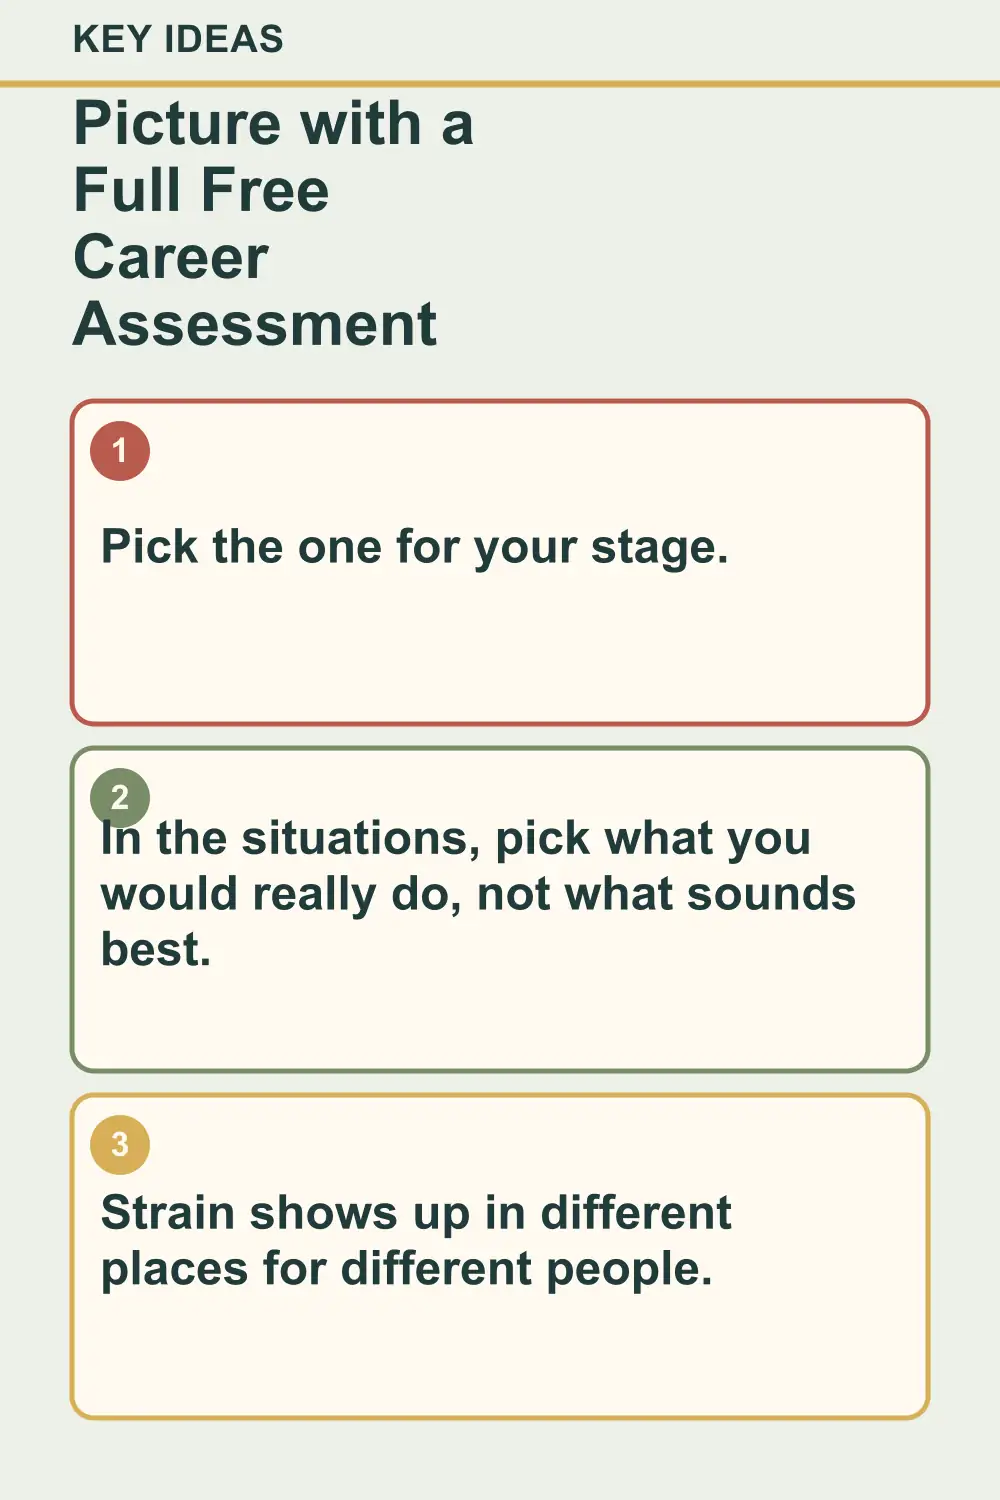 KEY IDEAS
Picture with a
Full Free
Career
Assessment
1
Pick the one for your stage.
2
In the situations, pick what you
would really do, not what sounds
best.
3
Strain shows up in different
places for different people.